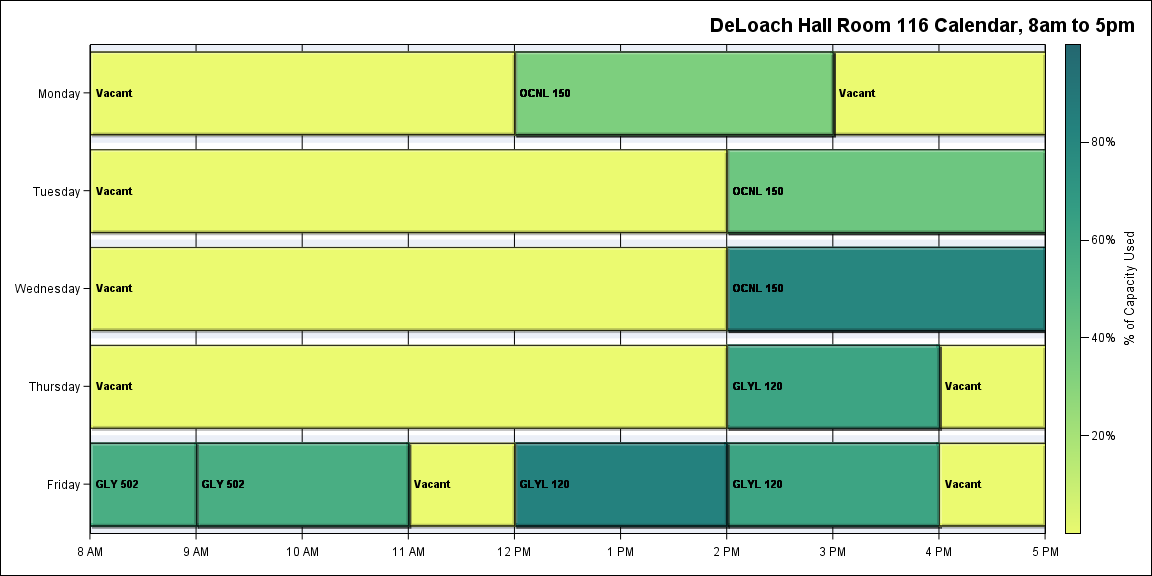 DeLoach Hall Room 116 Calendar, 8am to 5pm
Monday
Vacant
OCNL 150
Vacant
Tuesday
Vacant
OCNL 150
Wednesday
Vacant
OCNL 150
Thursday
Vacant
GLYL 120
Vacant
Friday
GLY 502
GLY 502
Vacant
GLYL 120
GLYL 120
Vacant
8 AM
9 AM
10 AM
11 AM
12 PM
1 PM
2 PM
3 PM
4 PM
5 PM
80%
60%
40%
20%
% of Capacity Used